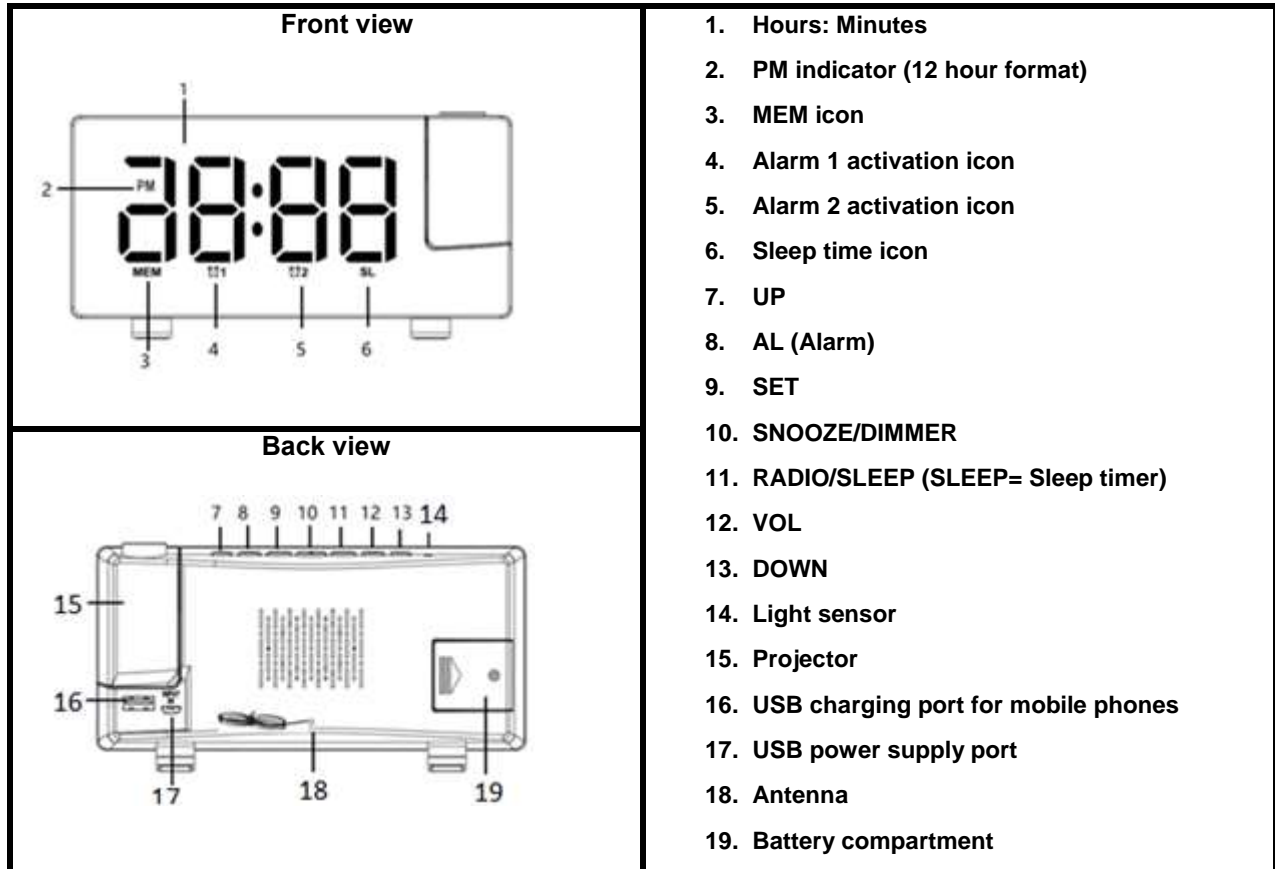 Front view
1
2
PM
MEM
1
2
SL
3
4
5
6
Back view
7 8 9 10 11 12 13 14
15
16
17
18
19
1. Hours: Minutes
2. PM indicator (12 hour format)
3. MEM icon
4. Alarm 1 activation icon
5. Alarm 2 activation icon
6. Sleep time icon
7. UP
8. AL (Alarm)
9. SET
10. SNOOZE/DIMMER
11. RADIO/SLEEP (SLEEP= Sleep timer)
12. VOL
13. DOWN
14. Light sensor
15. Projector
16. USB charging port for mobile phones
17. USB power supply port
18. Antenna
19. Battery compartment